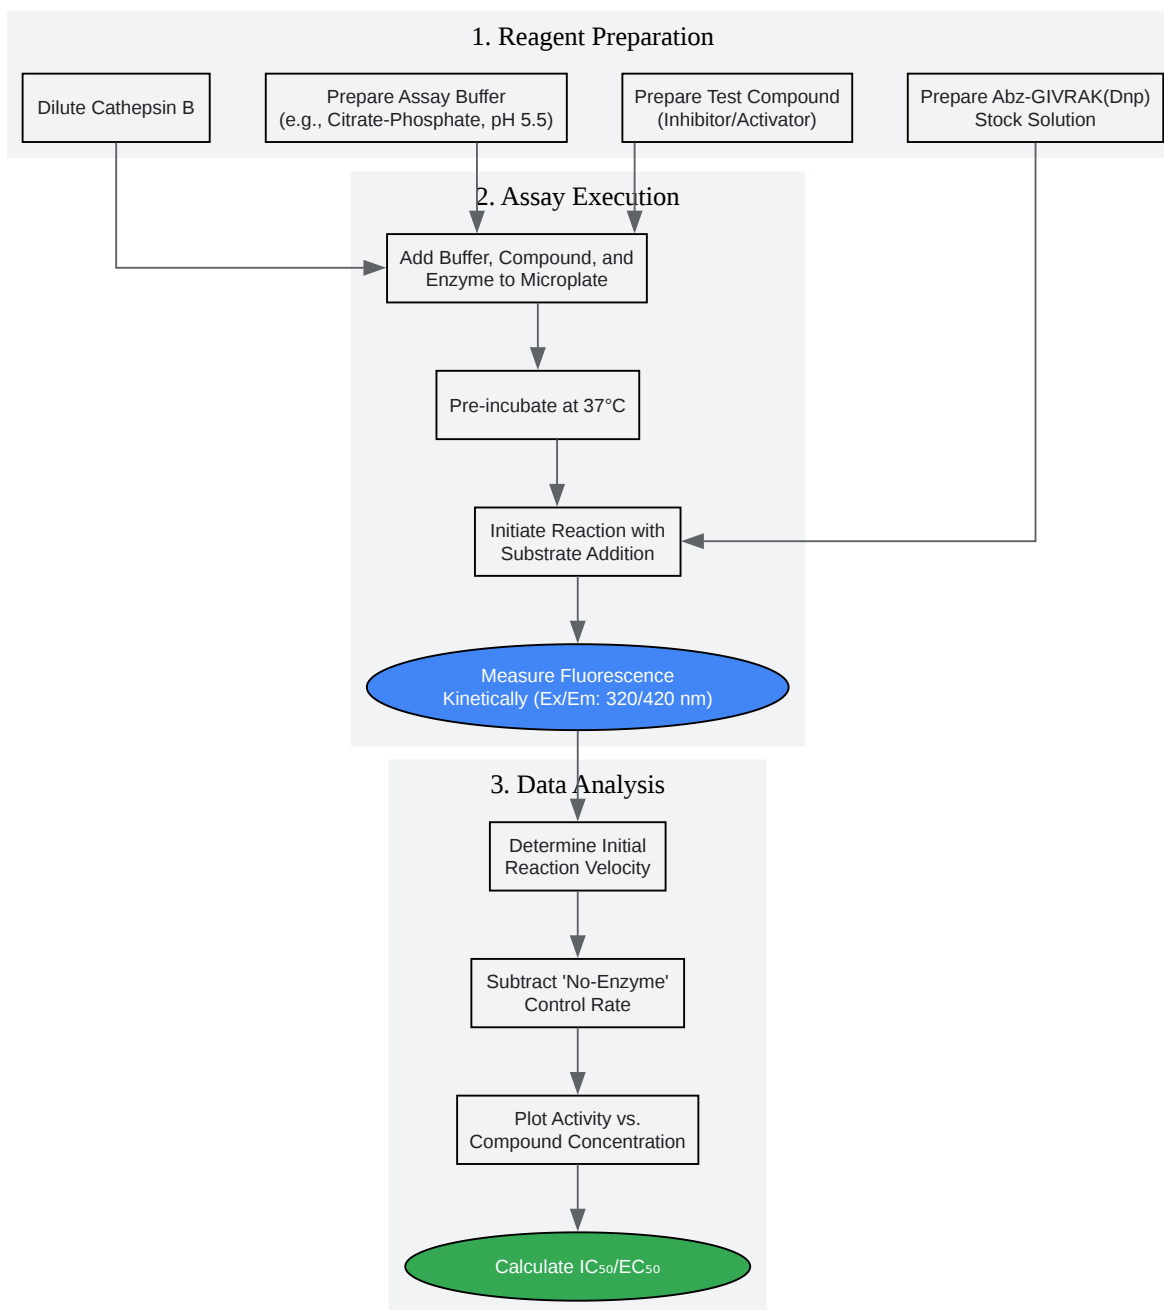 1. Reagent Preparation
Dilute Cathepsin B
Prepare Assay Buffer
(e.g., Citrate-Phosphate, pH 5.5)
Prepare Test Compound
(Inhibitor/Activator)
Prepare Abz-GIVRAK(Dnp)
Stock Solution
2. Assay Execution
Add Buffer, Compound, and
Enzyme to Microplate
Pre-incubate at 37°C
Initiate Reaction with
Substrate Addition
Measure Fluorescence
Kinetically (Ex/Em: 320/420 nm)
3. Data Analysis
Determine Initial
Reaction Velocity
Subtract 'No-Enzyme'
Control Rate
Plot Activity vs.
Compound Concentration
Calculate IC₅₀/EC₅₀